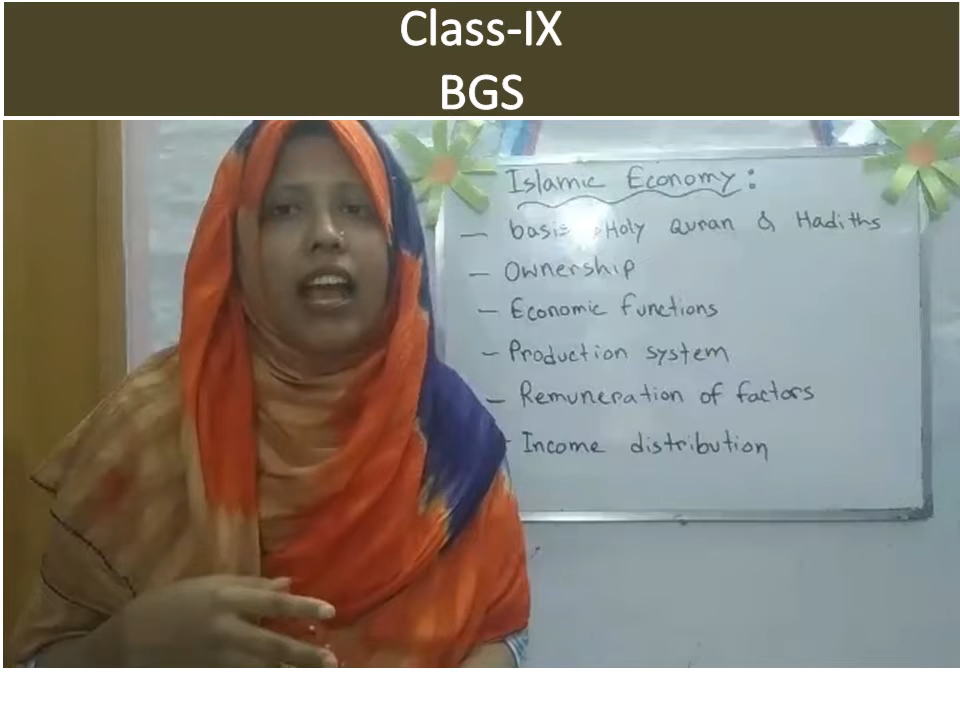 Class-IX
BGS
Islamic Economy:
— basis Holy Quran & Hadiths
— Ownership
— Economic functions
— Production system
— Remuneration of factors
- Income distribution